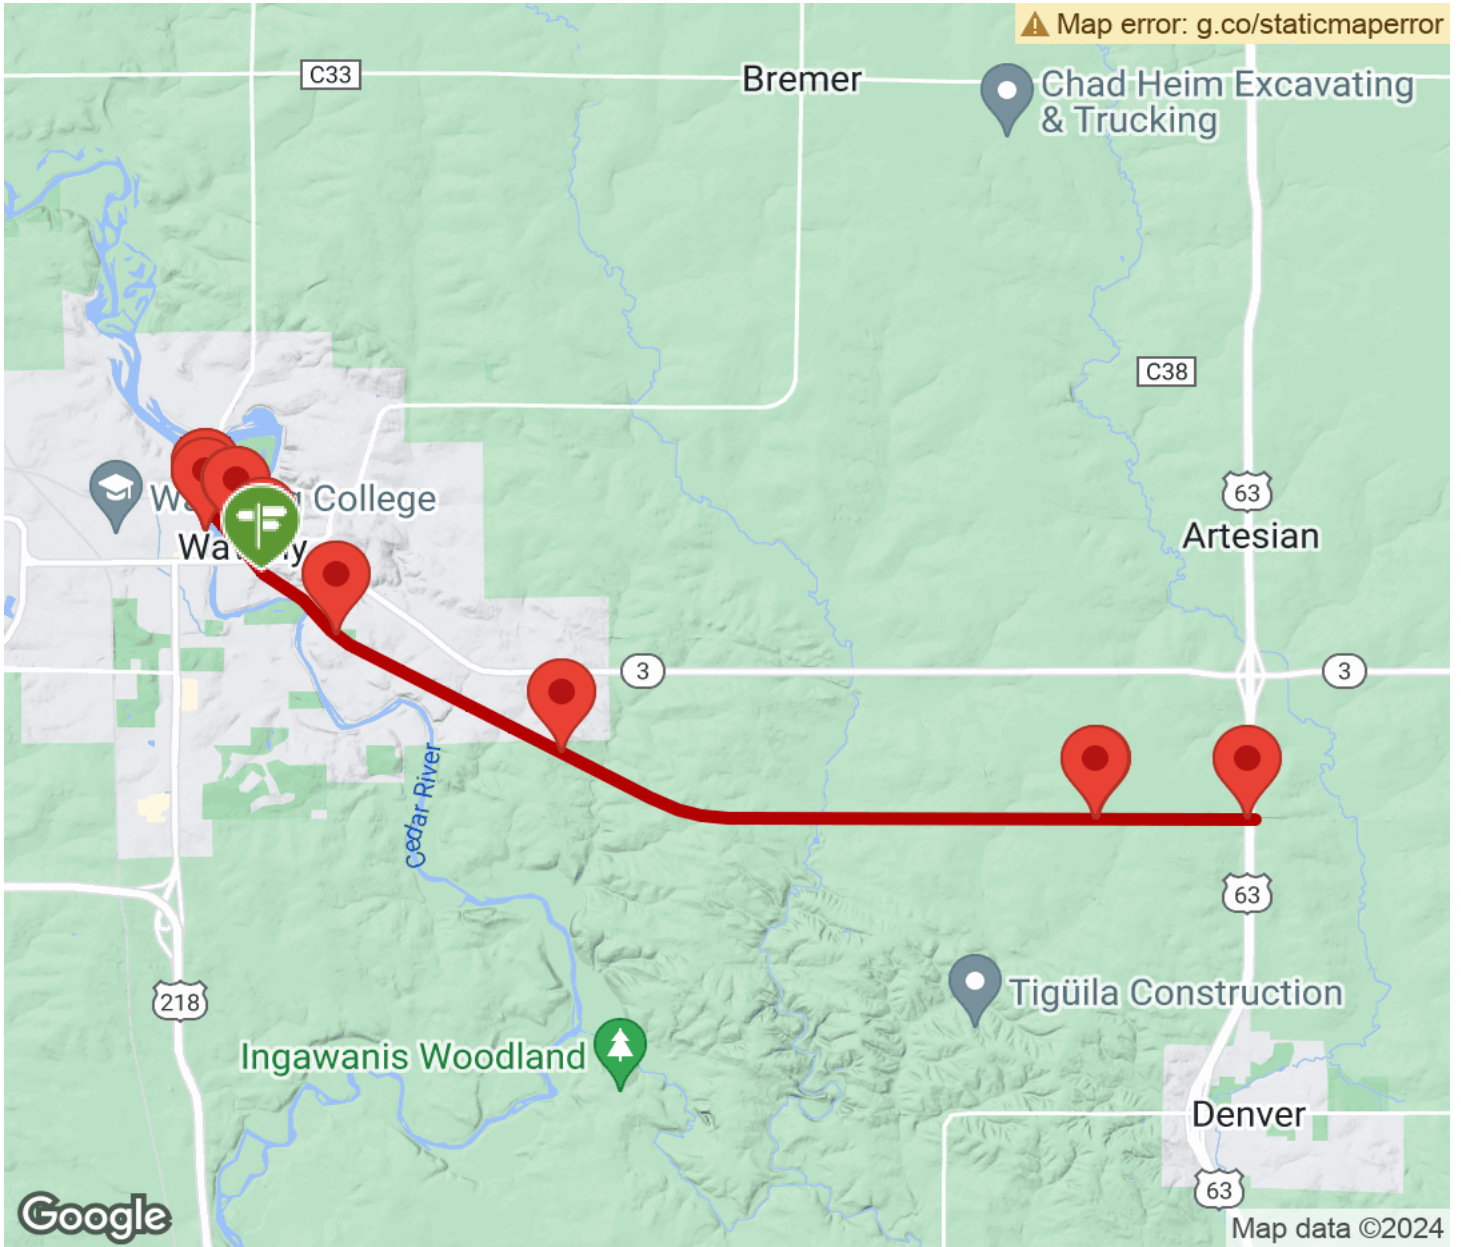 Map error: g.co/staticmaperror
C33
Bremer
Chad Heim Excavating
& Trucking
C38
63
College
Artesian
3
3
Cedar River
63
218
Tigüila Construction
Ingawanis Woodland
Denver
63
Google
Map data ©2024